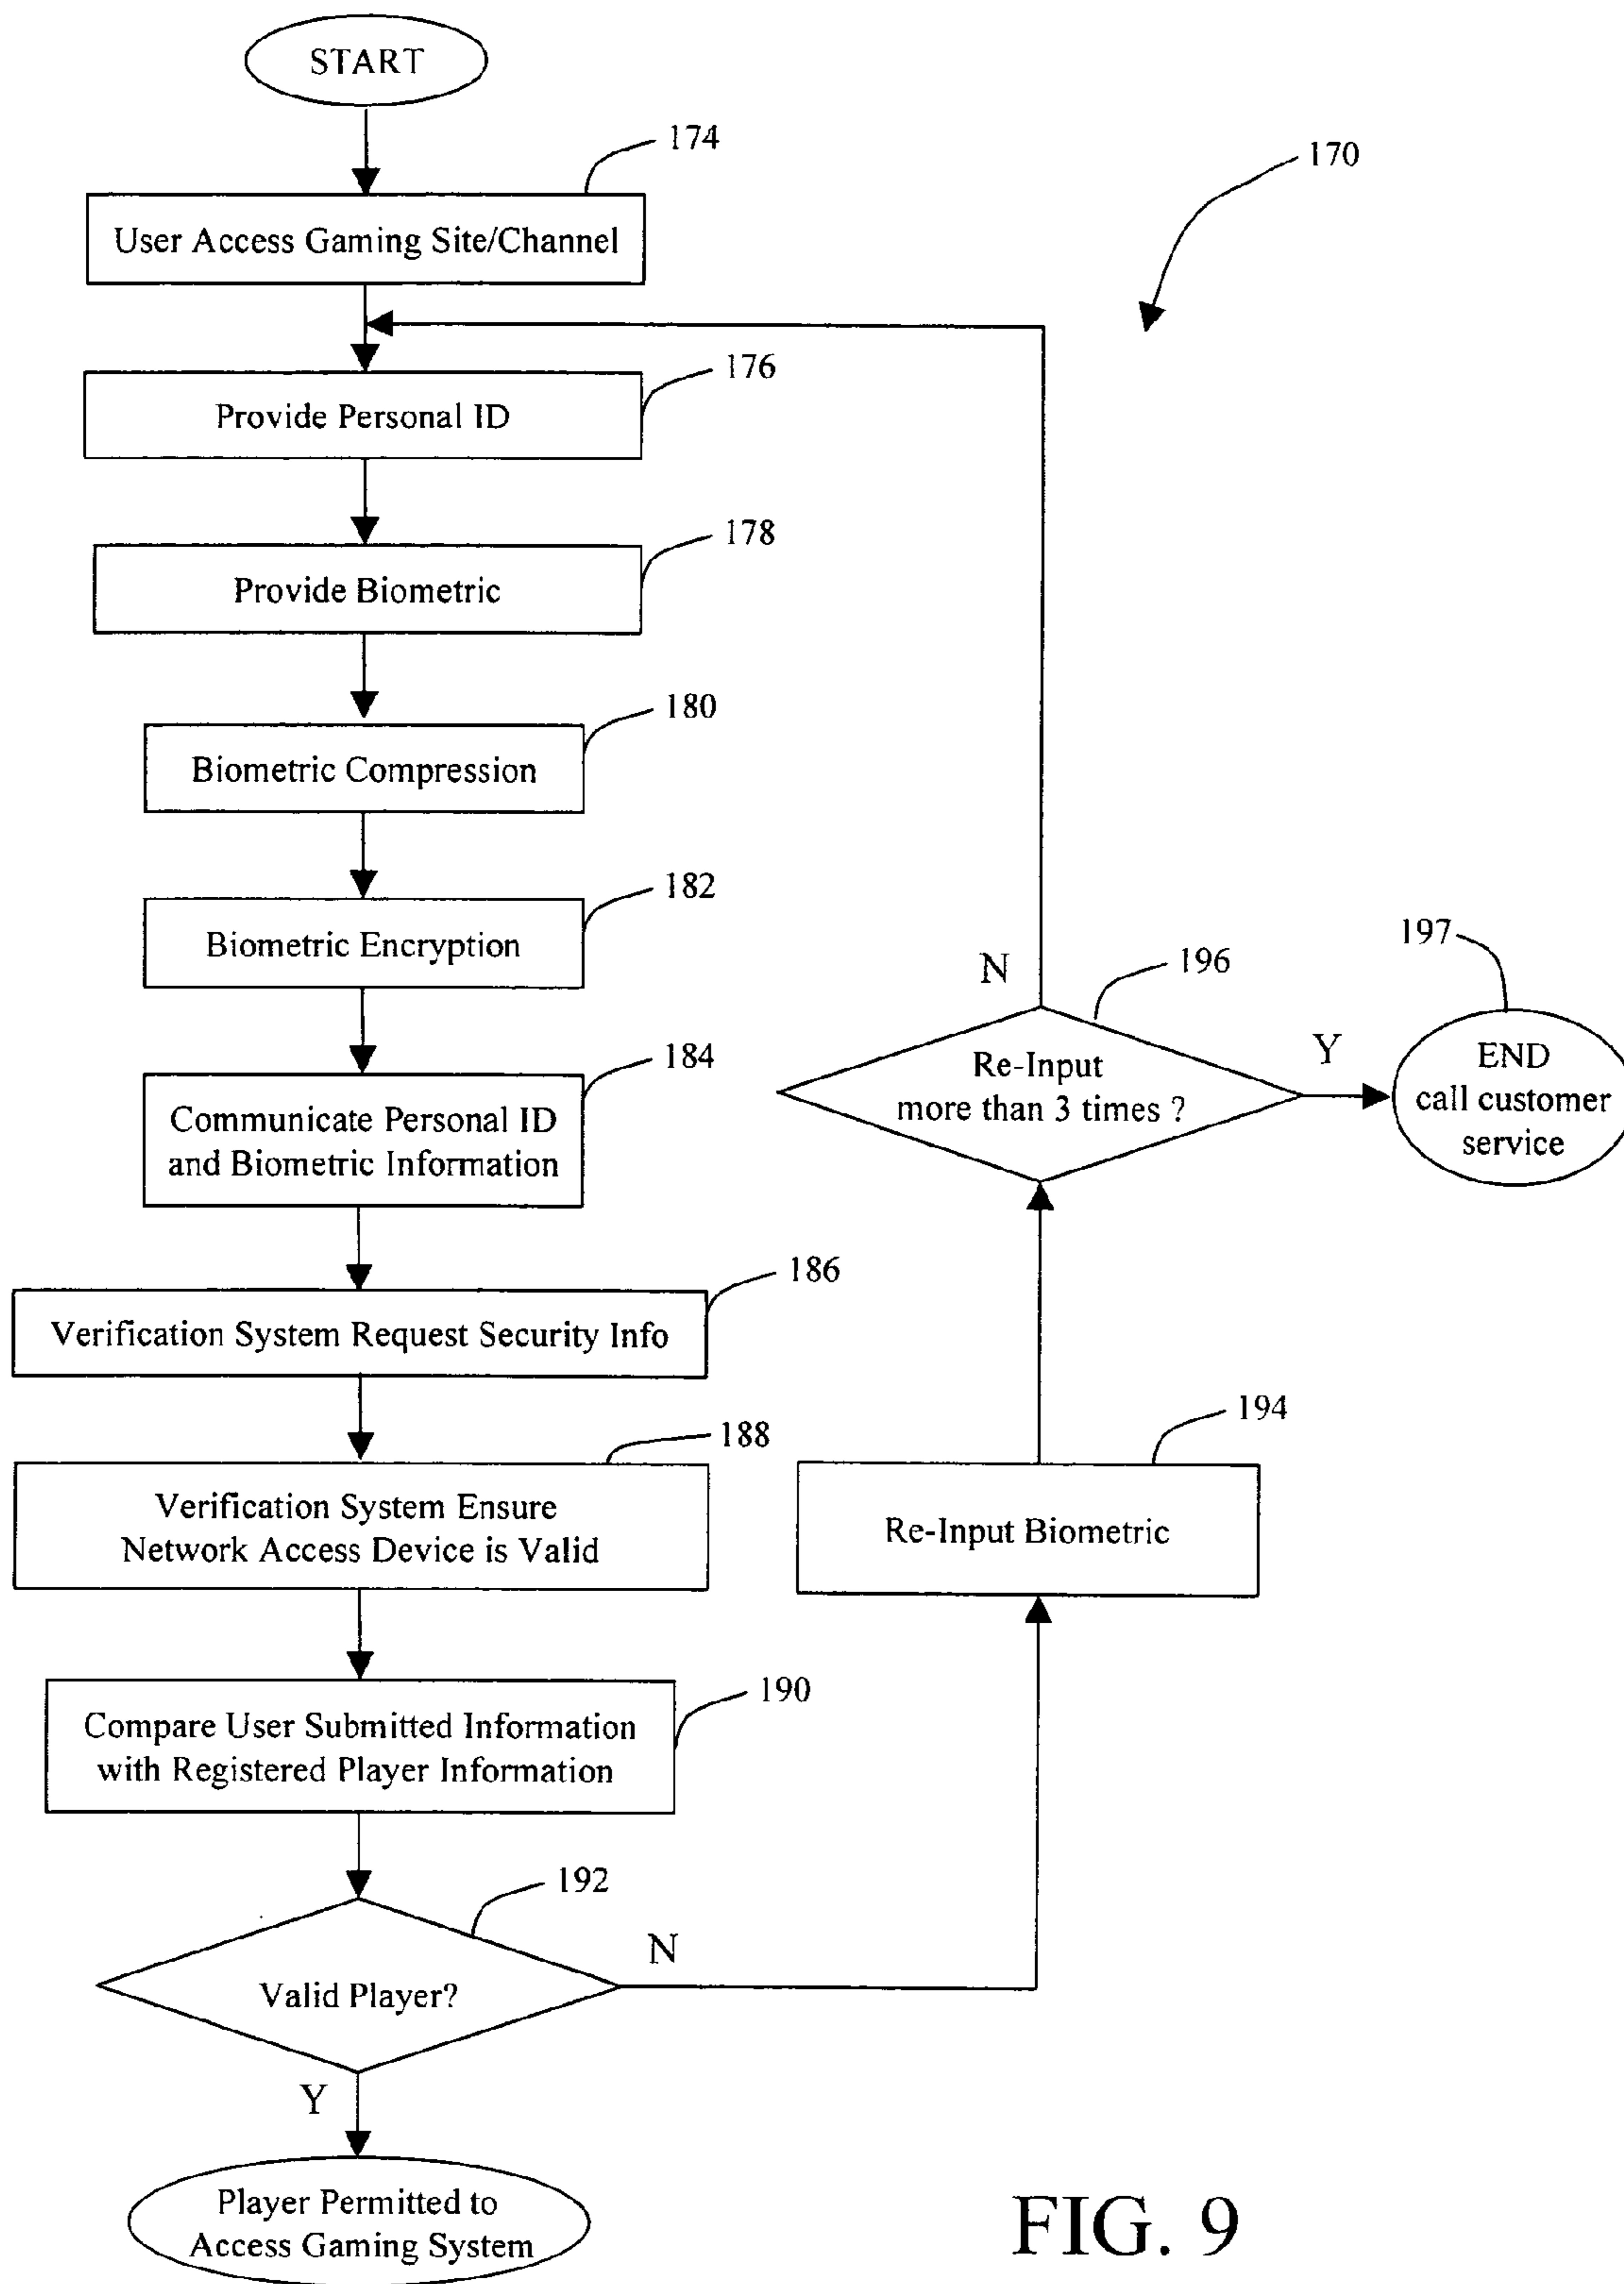 START
174
170
User Access Gaming Site/Channel
176
Provide Personal ID
178
Provide Biometric
180
Biometric Compression
182
Biometric Encryption
184
Communicate Personal ID
and Biometric Information
186
Verification System Request Security Info
188
Verification System Ensure
Network Access Device is Valid
190
Compare User Submitted Information
with Registered Player Information
192
Valid Player?
N
Y
Player Permitted to
Access Gaming System
194
Re-Input Biometric
196
Re-Input
more than 3 times ?
N
Y
197
END
call customer
service
FIG. 9